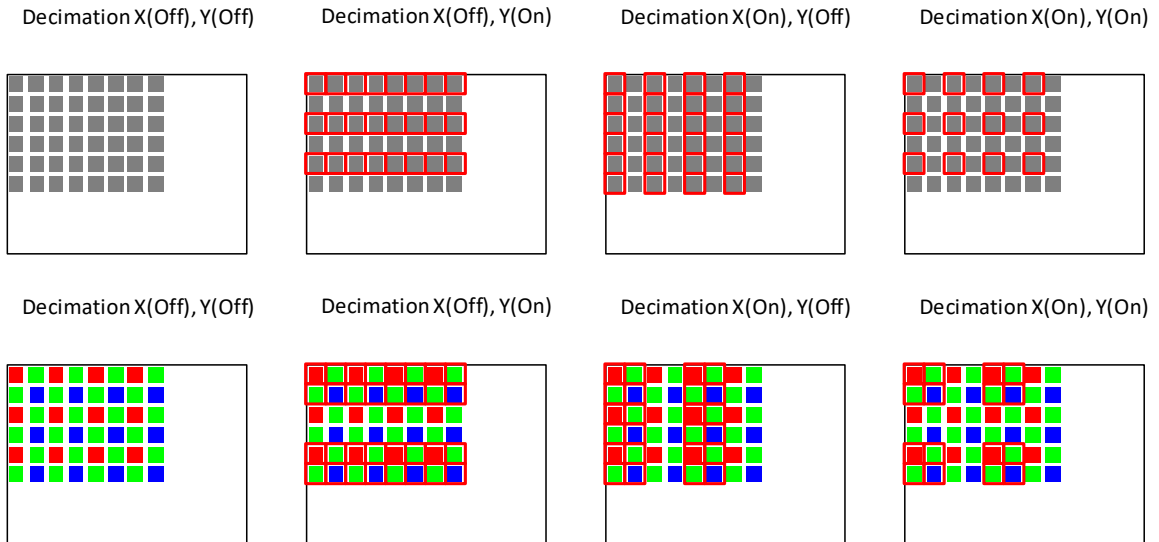 Decimation X(Off), Y(Off)
Decimation X(Off), Y(On)
Decimation X(On), Y(Off)
Decimation X(On), Y(On)
Decimation X(Off), Y(Off)
Decimation X(Off), Y(On)
Decimation X(On), Y(Off)
Decimation X(On), Y(On)